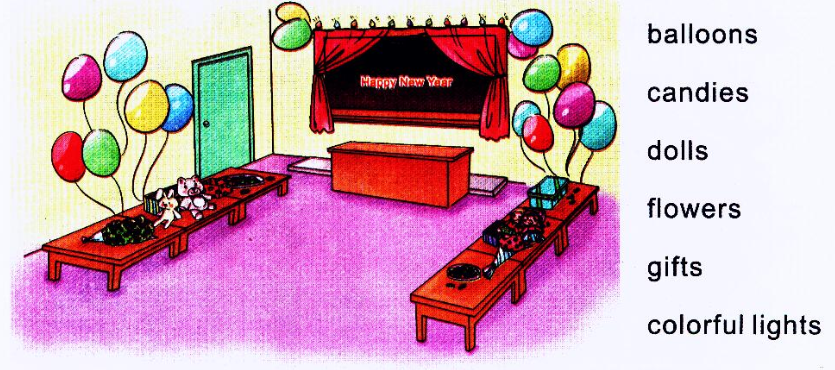 Happy New Year
balloons
candies
dolls
flowers
gifts
colorful lights